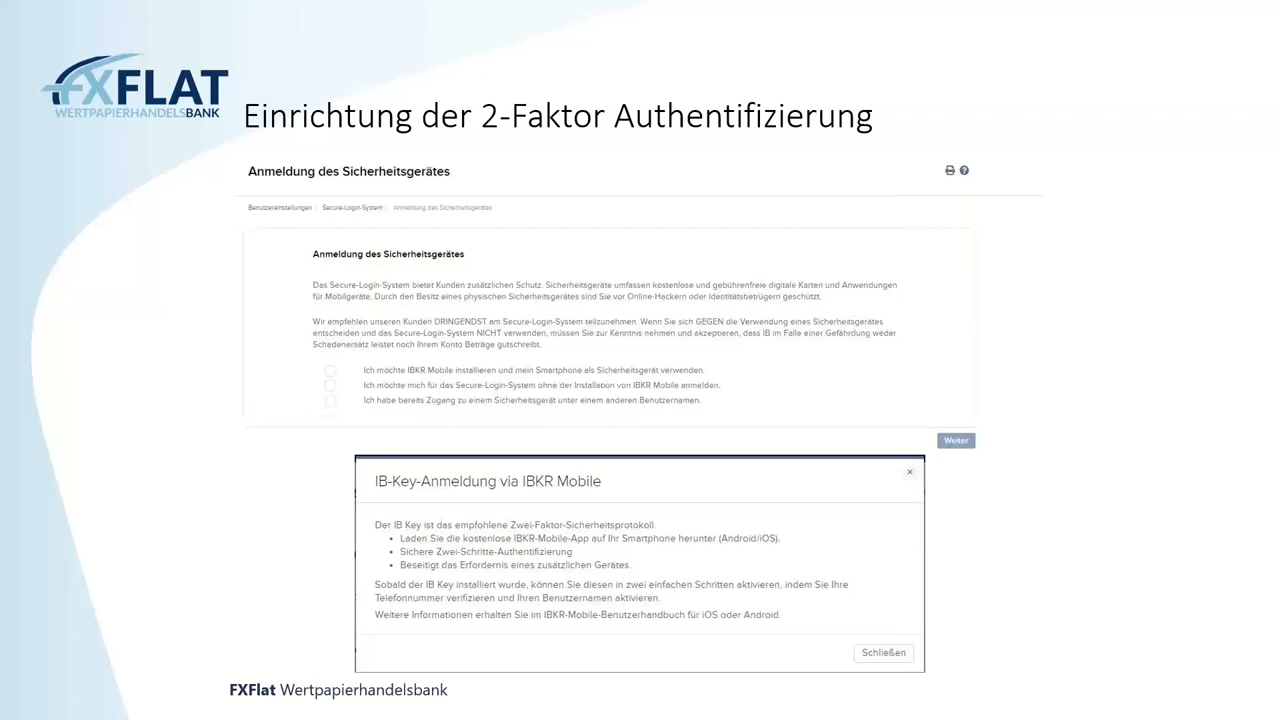 FXFLAT
WERTPAPIERHANDELSBANK
Einrichtung der 2-Faktor Authentifizierung
Anmeldung des Sicherheitsgerätes
Benutzereinstellungen / Secure-Login-System / Anmeldung des Sicherheitsgerätes
Anmeldung des Sicherheitsgerätes
Das Secure-Login-System bietet Kunden zusätzlichen Schutz. Sicherheitsgeräte umfassen kostenlose und gebührenfreie digitale Karten und Anwendungen
für Mobilgeräte. Durch den Besitz eines physischen Sicherheitsgerätes sind Sie vor Online-Hackern oder Identitätsbetrügern geschützt.
Wir empfehlen unseren Kunden DRINGENDST am Secure-Login-System teilzunehmen. Wenn Sie sich GEGEN die Verwendung eines Sicherheitsgerätes
entscheiden und das Secure-Login-System NICHT verwenden, müssen Sie zur Kenntnis nehmen und akzeptieren, dass IB im Falle einer Gefährdung weder
Schadenersatz leistet noch Ihrem Konto Beträge gutschreibt.
Ich möchte IBKR Mobile installieren und mein Smartphone als Sicherheitsgerät verwenden.
Ich möchte mich für das Secure-Login-System ohne der Installation von IBKR Mobile anmelden.
Ich habe bereits Zugang zu einem Sicherheitsgerät unter einem anderen Benutzernamen.
Weiter
IB-Key-Anmeldung via IBKR Mobile
Der IB Key ist das empfohlene Zwei-Faktor-Sicherheitsprotokoll.
• Laden Sie die kostenlose IBKR-Mobile-App auf Ihr Smartphone herunter (Android/iOS).
• Sichere Zwei-Schritte-Authentifizierung
• Beseitigt das Erfordernis eines zusätzlichen Gerätes.
Sobald der IB Key installiert wurde, können Sie diesen in zwei einfachen Schritten aktivieren, indem Sie Ihre
Telefonnummer verifizieren und Ihren Benutzernamen aktivieren.
Weitere Informationen erhalten Sie im IBKR-Mobile-Benutzerhandbuch für iOS oder Android.
Schließen
FXFlat Wertpapierhandelsbank